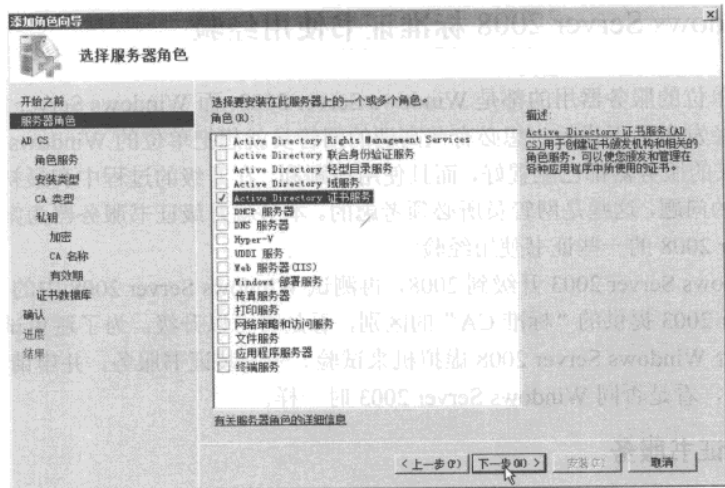 添加角色向导
选择服务器角色
开始之前
服务器角色
AD CS
角色服务
安装类型
CA 类型
私钥
加密
CA 名称
有效期
证书数据库
确认
进度
结果
选择要安装在此服务器上的一个或多个角色。
角色(R)
Active Directory Rights Management Service
Active Directory 联合身份验证服务
Active Directory 轻型目录服务
Active Directory 域服务
Active Directory 证书服务
DHCP 服务器
DNS 服务器
Hyper-V
UDDI 服务
Web 服务器(IIS)
Windows 部署服务
传真服务器
打印服务
网络策略和访问服务
文件服务
应用程序服务器
终端服务
有关服务器角色的详细信息
描述:
Active Directory 证书服务(AD
CS)用于创建证书颁发机构和相关的
角色服务，可以使您颁发和管理在
各种应用程序中所使用的证书。
<上一步(P)
下一步(N) >
安装(I)
取消